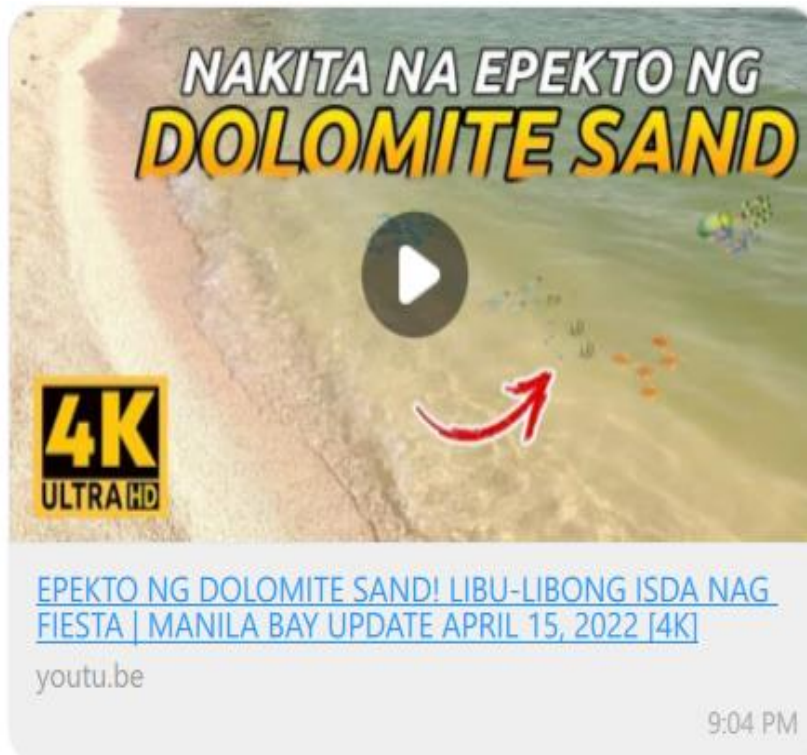 NAKITA NA EPEKTO NG
DOLOMITE SAND
4K
ULTRA HD
EPEKTO NG DOLOMITE SAND! LIBU-LIBONG ISDA NAG
FIESTA | MANILA BAY UPDATE APRIL 15, 2022 [4K]
youtu.be
9:04 PM